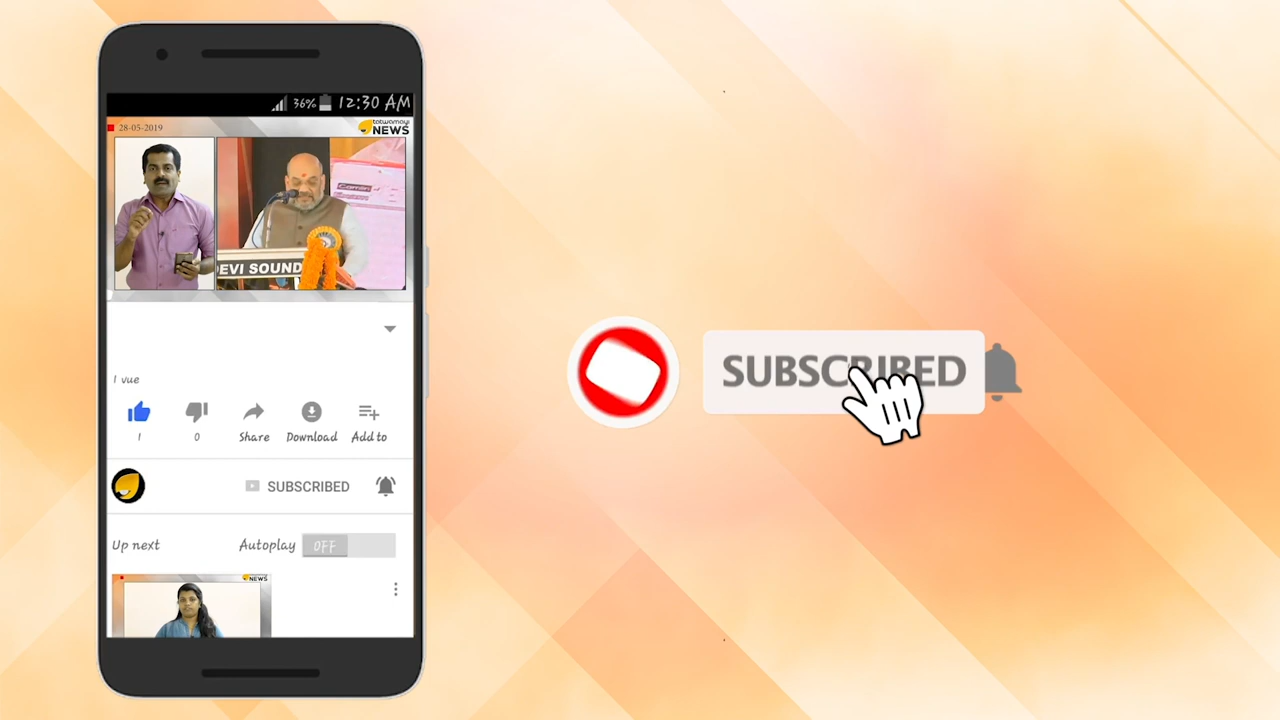 36% 12:30 AM
28-05-2019
tatwamayi
NEWS
DEVI SOUND
1 vue
1
0
Share
Download
Add to
SUBSCRIBED
Up next
Autoplay
OFF
NEWS
SUBSCRIBED